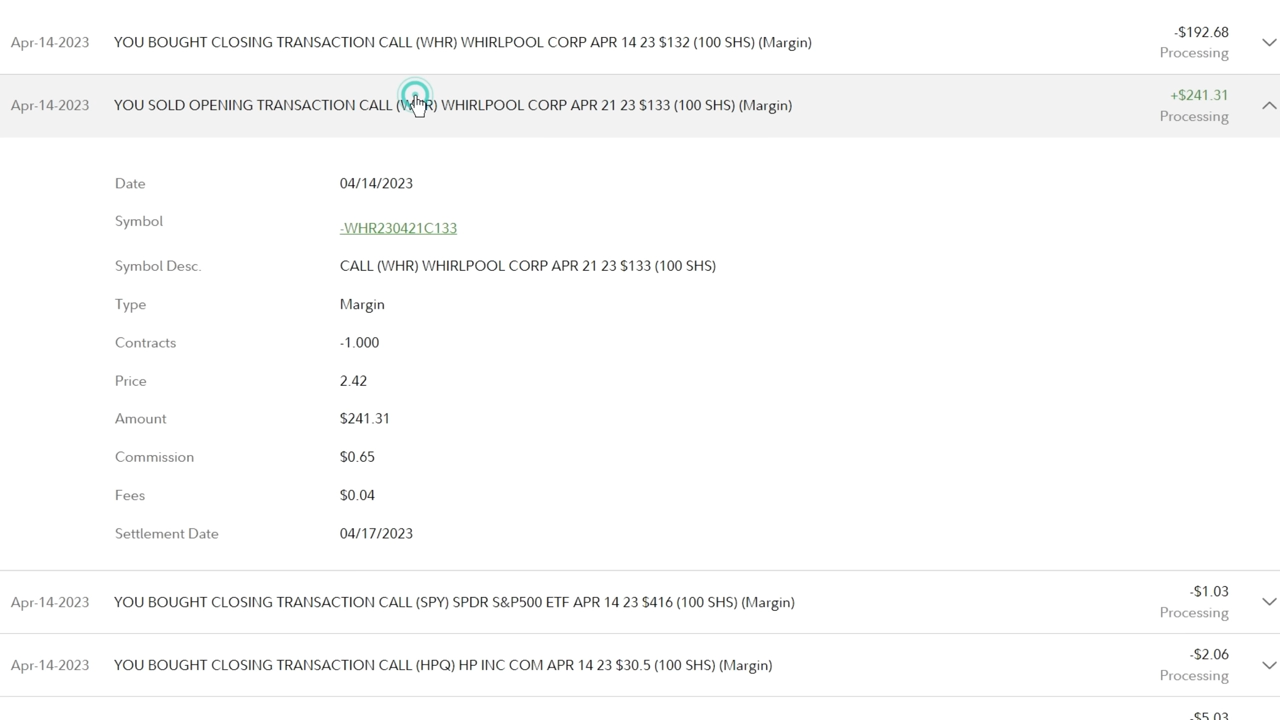 Apr-14-2023 YOU BOUGHT CLOSING TRANSACTION CALL (WHR) WHIRLPOOL CORP APR 14 23 $132 (100 SHS) (Margin) -$192.68
Processing
Apr-14-2023 YOU SOLD OPENING TRANSACTION CALL (WHR) WHIRLPOOL CORP APR 21 23 $133 (100 SHS) (Margin) +$241.31
Processing
Date 04/14/2023
Symbol -WHR230421C133
Symbol Desc. CALL (WHR) WHIRLPOOL CORP APR 21 23 $133 (100 SHS)
Type Margin
Contracts -1.000
Price 2.42
Amount $241.31
Commission $0.65
Fees $0.04
Settlement Date 04/17/2023
Apr-14-2023 YOU BOUGHT CLOSING TRANSACTION CALL (SPY) SPDR S&P500 ETF APR 14 23 $416 (100 SHS) (Margin) -$1.03
Processing
Apr-14-2023 YOU BOUGHT CLOSING TRANSACTION CALL (HPQ) HP INC COM APR 14 23 $30.5 (100 SHS) (Margin) -$2.06
Processing
-$5.03